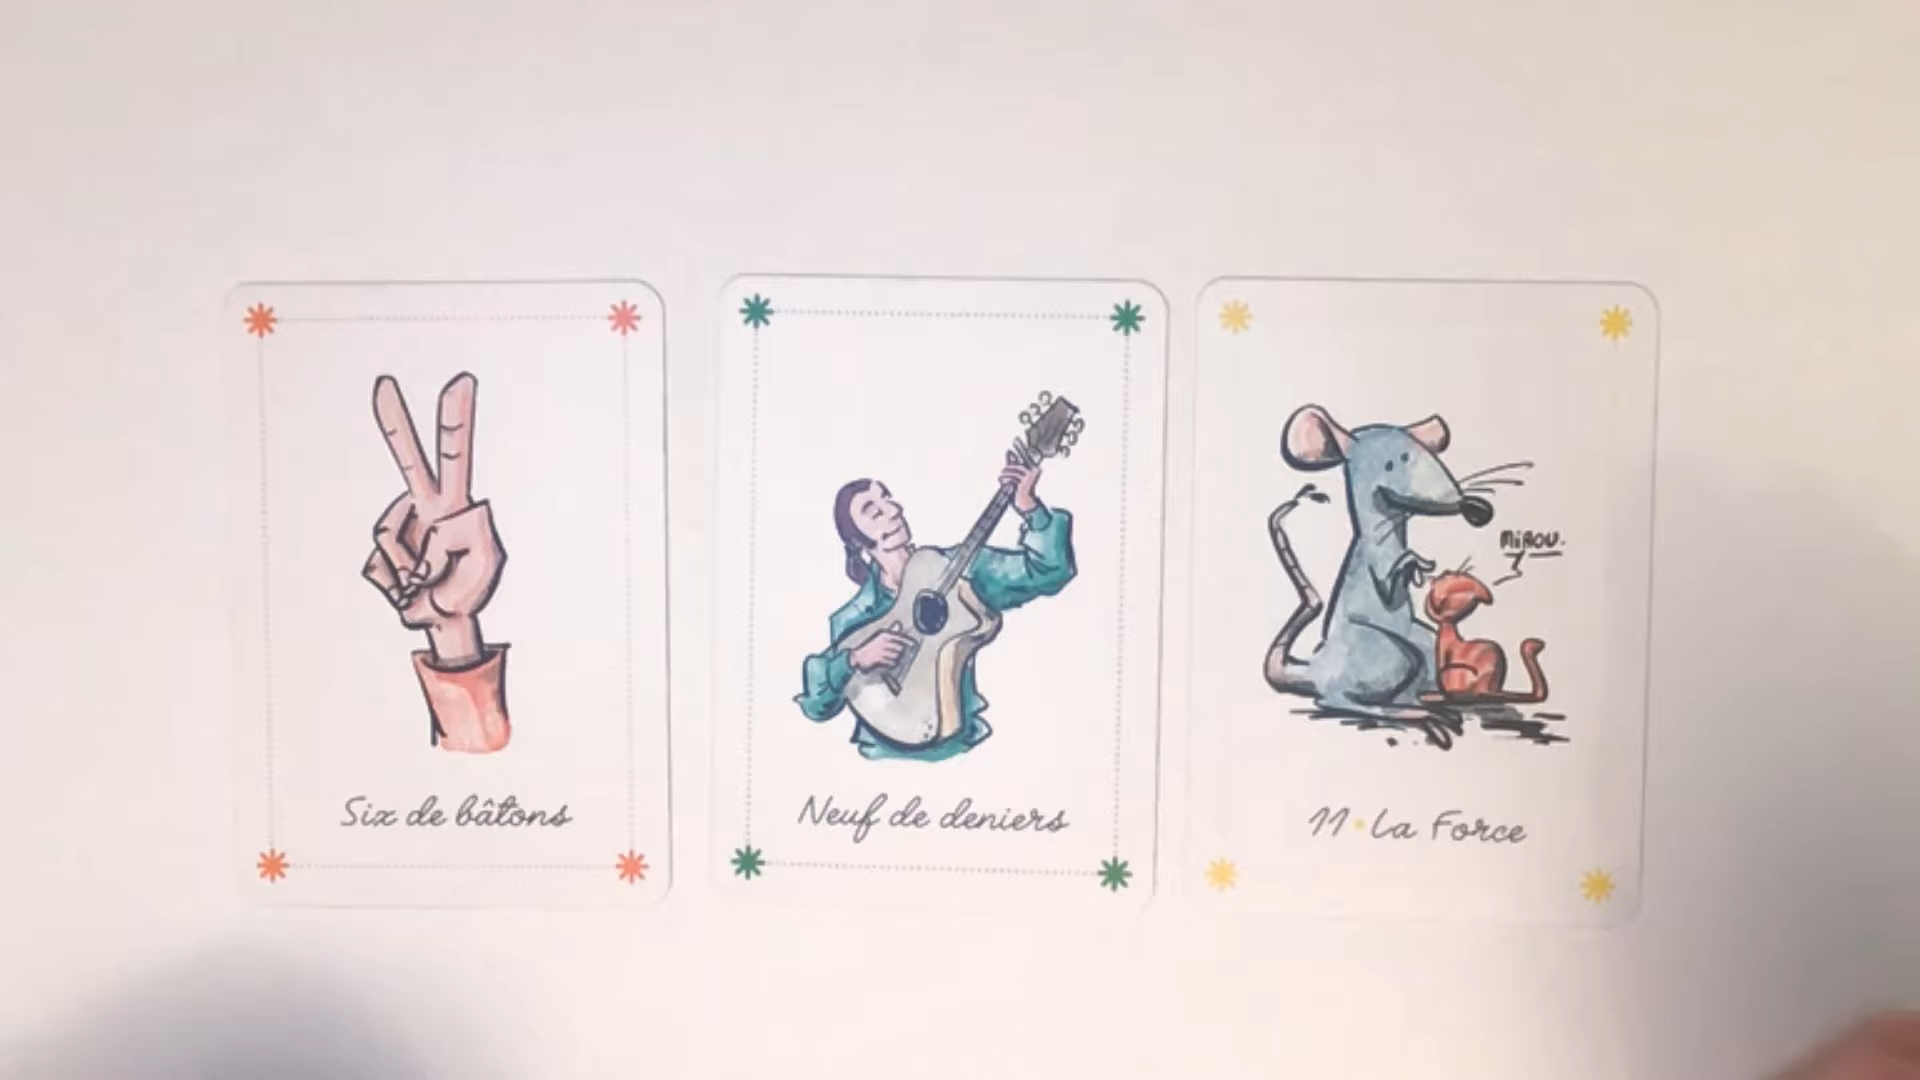 Six de bâtons
Neuf de deniers
MiAOU.
11 • La Force